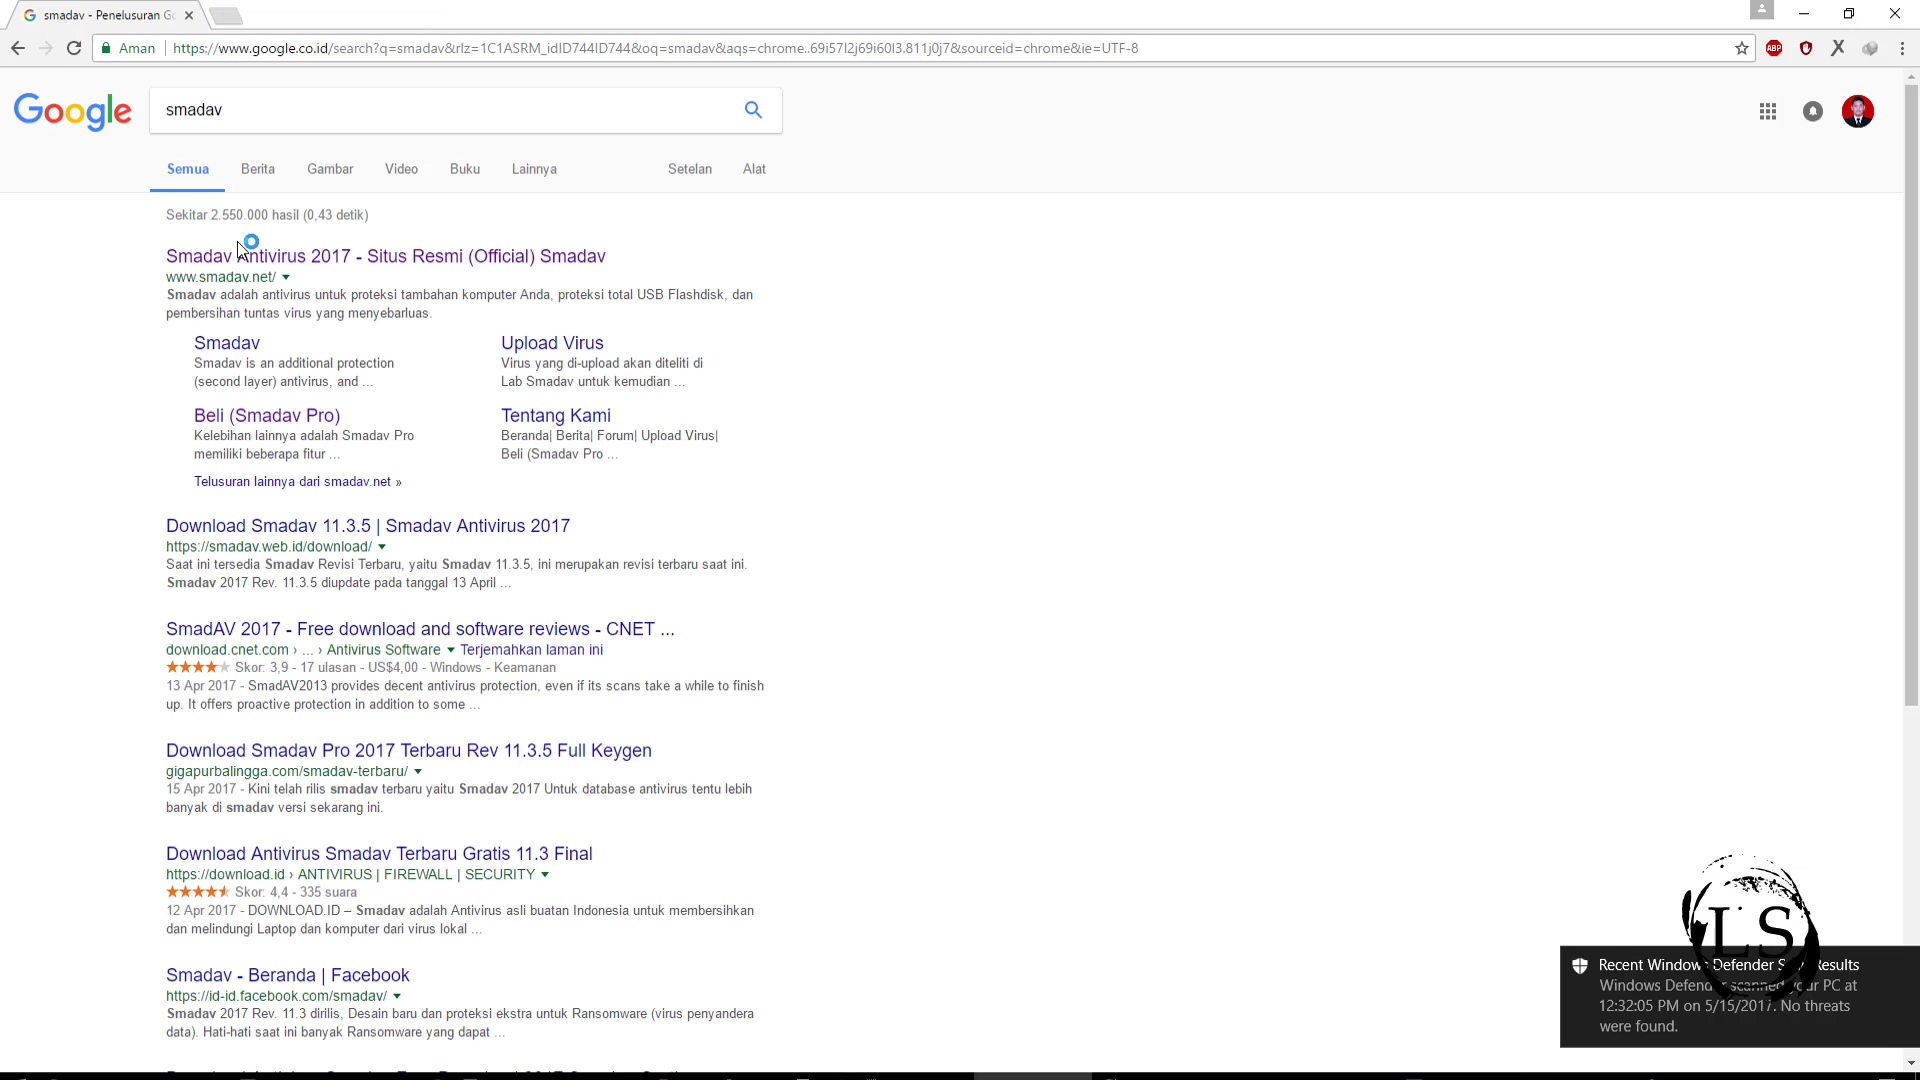 smadav - Penelusuran Go
Aman
https://www.google.co.id/search?q=smadav&rlz=1C1ASRM_idID744ID744&oq=smadav&aqs=chrome..69i57l2j69i60l3.811j0j7&sourceid=chrome&ie=UTF-8
ABP
Google
smadav
Semua Berita Gambar Video Buku Lainnya Setelan Alat
Sekitar 2.550.000 hasil (0,43 detik)
Smadav Antivirus 2017 - Situs Resmi (Official) Smadav
www.smadav.net/
Smadav adalah antivirus untuk proteksi tambahan komputer Anda, proteksi total USB Flashdisk, dan
pembersihan tuntas virus yang menyebarluas.
Smadav
Smadav is an additional protection
(second layer) antivirus, and ...
Upload Virus
Virus yang di-upload akan diteliti di
Lab Smadav untuk kemudian ...
Beli (Smadav Pro)
Kelebihan lainnya adalah Smadav Pro
memiliki beberapa fitur ...
Tentang Kami
Beranda| Berita| Forum| Upload Virus|
Beli (Smadav Pro ...
Telusuran lainnya dari smadav.net »
Download Smadav 11.3.5 | Smadav Antivirus 2017
https://smadav.web.id/download/
Saat ini tersedia Smadav Revisi Terbaru, yaitu Smadav 11.3.5, ini merupakan revisi terbaru saat ini.
Smadav 2017 Rev. 11.3.5 diupdate pada tanggal 13 April ...
SmadAV 2017 - Free download and software reviews - CNET ...
download.cnet.com › ... › Antivirus Software Terjemahkan laman ini
Skor: 3,9 - 17 ulasan - US$4,00 - Windows - Keamanan
13 Apr 2017 - SmadAV2013 provides decent antivirus protection, even if its scans take a while to finish
up. It offers proactive protection in addition to some ...
Download Smadav Pro 2017 Terbaru Rev 11.3.5 Full Keygen
gigapurbalingga.com/smadav-terbaru/
15 Apr 2017 - Kini telah rilis smadav terbaru yaitu Smadav 2017 Untuk database antivirus tentu lebih
banyak di smadav versi sekarang ini.
Download Antivirus Smadav Terbaru Gratis 11.3 Final
https://download.id › ANTIVIRUS | FIREWALL | SECURITY
Skor: 4,4 - 335 suara
12 Apr 2017 - DOWNLOAD.ID – Smadav adalah Antivirus asli buatan Indonesia untuk membersihkan
dan melindungi Laptop dan komputer dari virus lokal ...
Smadav - Beranda | Facebook
https://id-id.facebook.com/smadav/
Smadav 2017 Rev. 11.3 dirilis, Desain baru dan proteksi ekstra untuk Ransomware (virus penyandera
data). Hati-hati saat ini banyak Ransomware yang dapat ...
LS
Recent Windows Defender Scan Results
Windows Defender scanned your PC at
12:32:05 PM on 5/15/2017. No threats
were found.